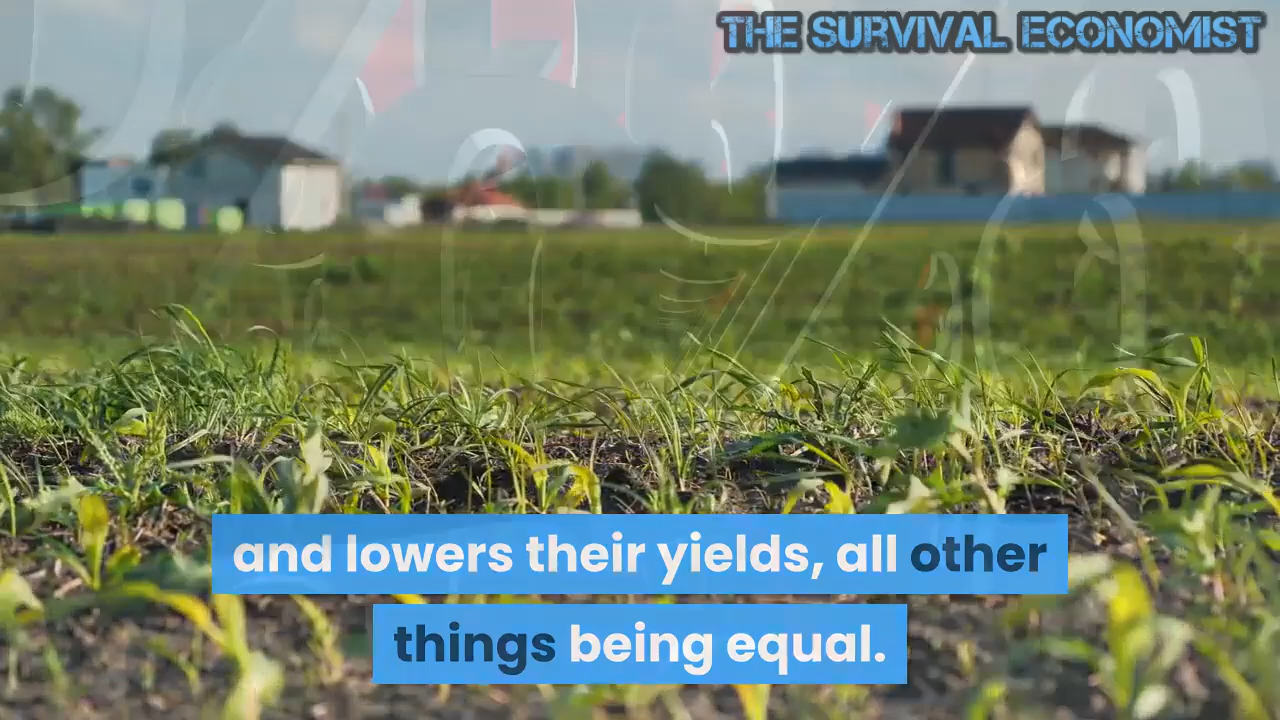 THE SURVIVAL ECONOMIST
and lowers their yields, all other
things being equal.